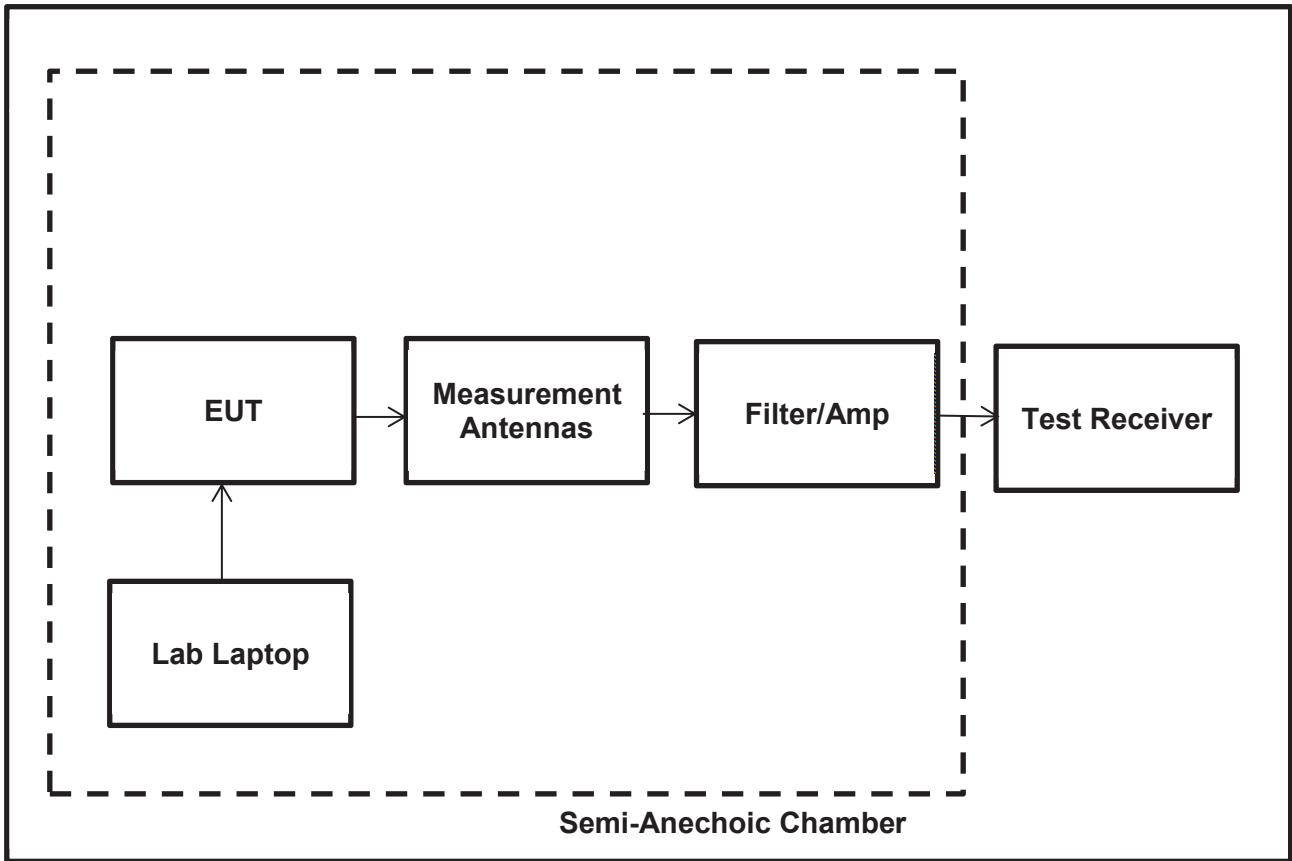 EUT
Measurement
Antennas
Filter/Amp
Test Receiver
Lab Laptop
Semi-Anechoic Chamber